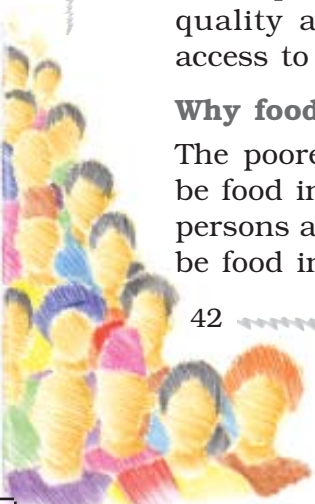 quality a
access to
Why food
The poore
be food in
persons a
be food in
42